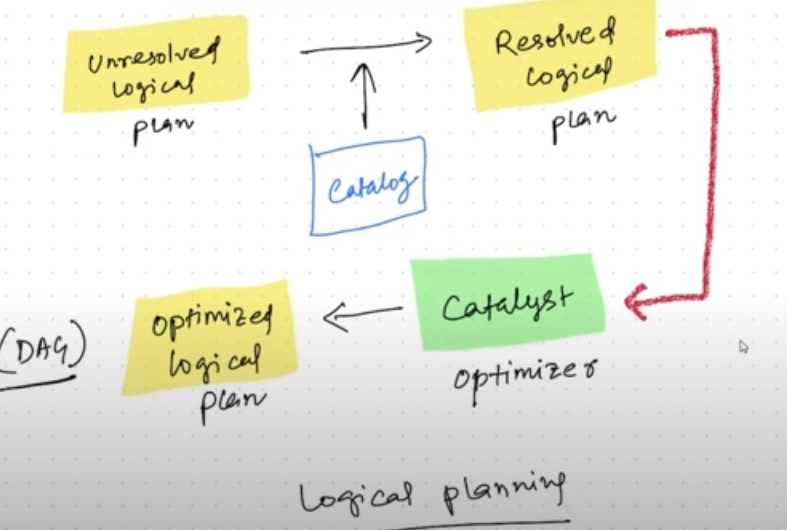 Unresolved
logical
plan
Resolved
logical
plan
Catalog
Catalyst
optimizer
Optimized
logical
plan
(DAG)
Logical planning